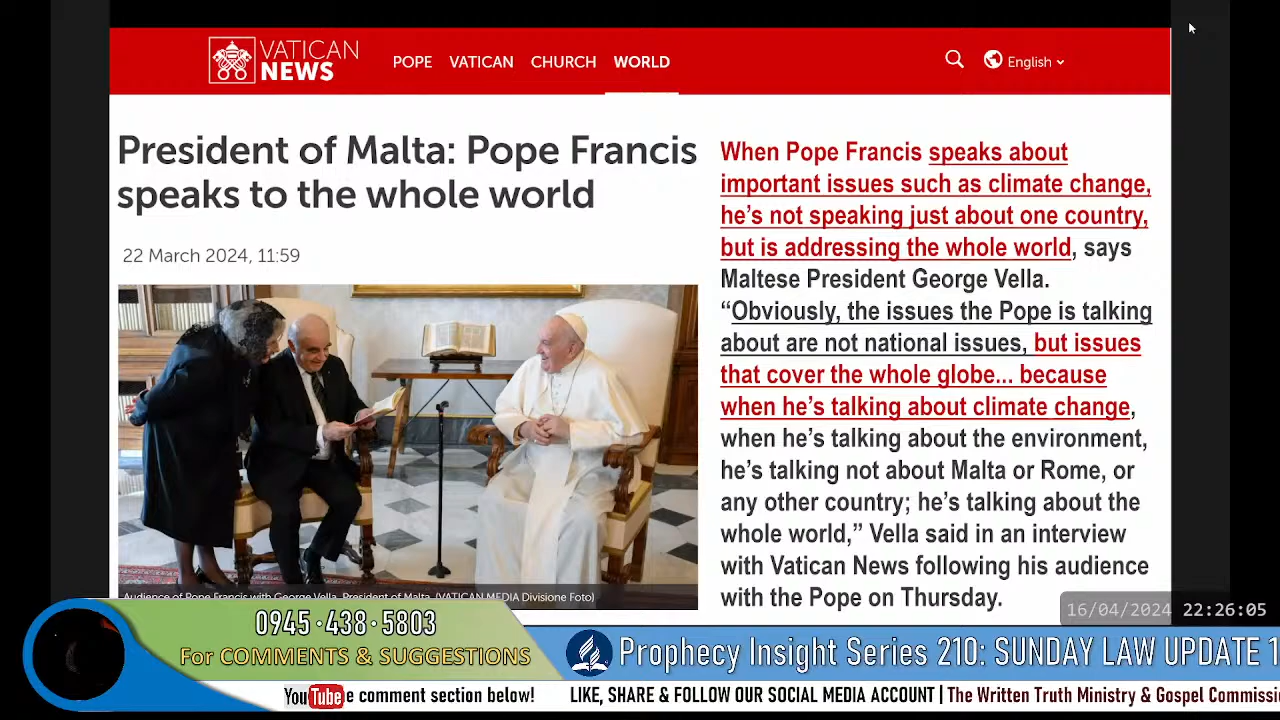 VATICAN
NEWS
POPE VATICAN CHURCH WORLD
English
President of Malta: Pope Francis
speaks to the whole world
22 March 2024, 11:59
When Pope Francis speaks about
important issues such as climate change,
he's not speaking just about one country,
but is addressing the whole world, says
Maltese President George Vella.
“Obviously, the issues the Pope is talking
about are not national issues, but issues
that cover the whole globe... because
when he's talking about climate change,
when he's talking about the environment,
he's talking not about Malta or Rome, or
any other country; he's talking about the
whole world,” Vella said in an interview
with Vatican News following his audience
with the Pope on Thursday.
Audience of Pope Francis with George Vella, President of Malta (VATICAN MEDIA Divisione Foto)
16/04/2024 22:26:05
0945·438·5803
For COMMENTS & SUGGESTIONS
Prophecy Insight Series 210: SUNDAY LAW UPDATE 1
YouTube
e comment section below!
LIKE, SHARE & FOLLOW OUR SOCIAL MEDIA ACCOUNT | The Written Truth Ministry & Gospel Commissi